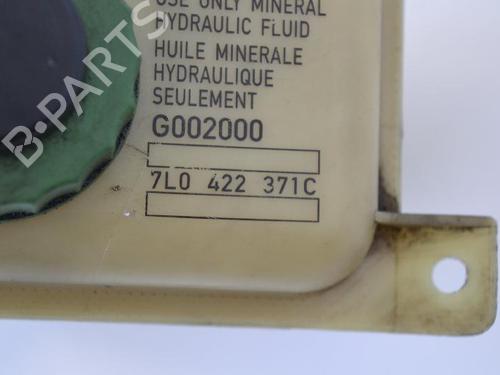 USE ONLY MINERAL
HYDRAULIC FLUID
HUILE MINERALE
HYDRAULIQUE
SEULEMENT
G002000
7L0 422 371C
B-PARTS